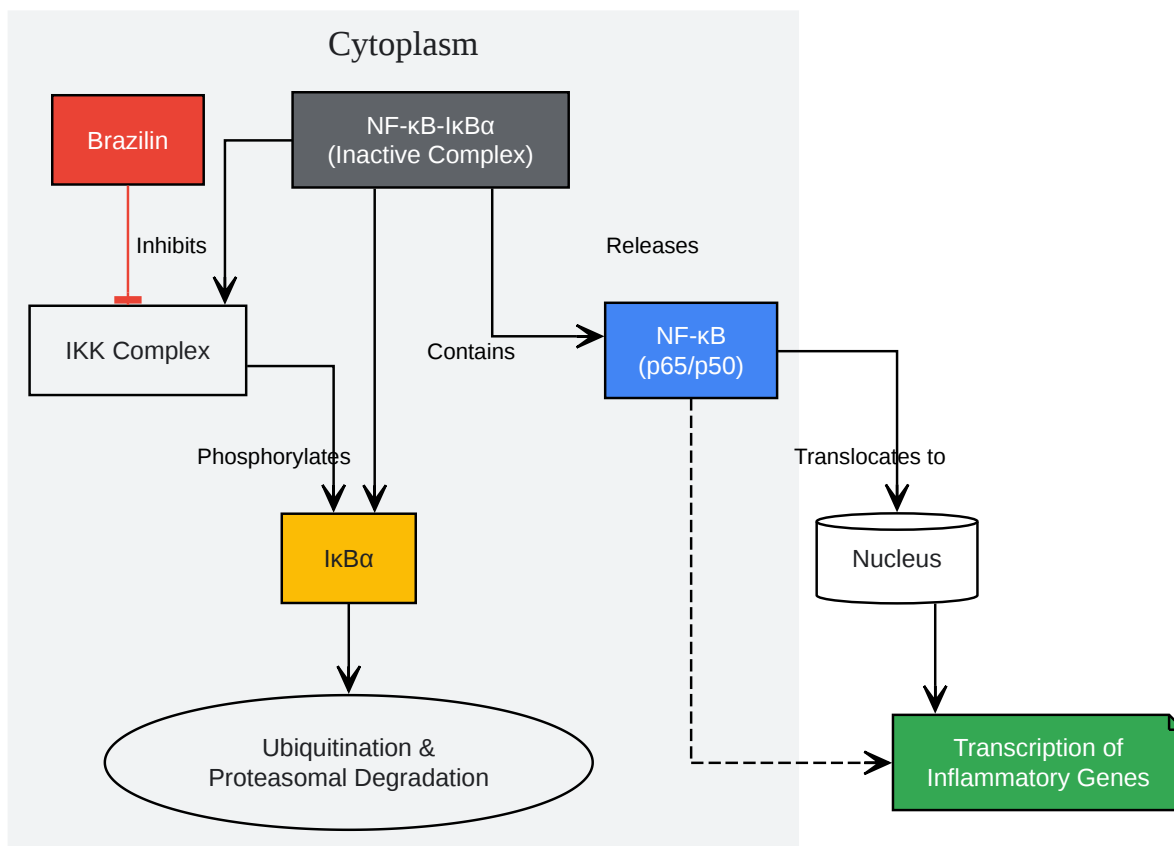 Cytoplasm
Brazilin
NF-κB-IκBα
(Inactive Complex)
Inhibits
Releases
IKK Complex
Contains
NF-κB
(p65/p50)
Phosphorylates
Translocates to
IκBα
Nucleus
Ubiquitination &
Proteasomal Degradation
Transcription of
Inflammatory Genes